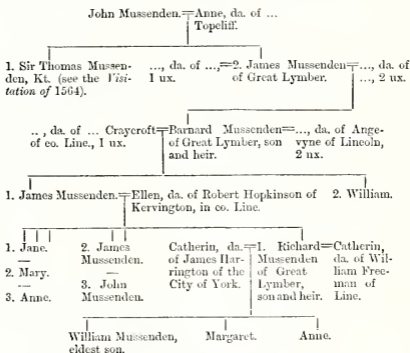 John Mussenden.=Anne, da. of ...
Topcliff.
1. Sir Thomas Mussen-
den, Kt. (see the Visi-
tation of 1564).
..., da. of ...,=2. James Mussenden=..., da. of
1 ux. of Great Lymber. ..., 2 ux.
.. , da. of ... Craycroft=Barnard Mussenden=..., da. of Ange-
of co. Linc., 1 ux. of Great Lymber, son vyne of Lincoln,
and heir. 2 ux.
1. James Mussenden.=Ellen, da. of Robert Hopkinson of 2. William.
Kervington, in co. Linc.
1. Jane.
—
2. Mary.
—
3. Anne.
2. James
Mussenden.
—
3. John
Mussenden.
Catherin, da.=1. Richard=Catherin,
of James Har- Mussenden da. of Wil-
rington of the of Great liam Free-
City of York. Lymber, man of
son and heir. Linc.
William Mussenden, Margaret. Anne.
eldest son.